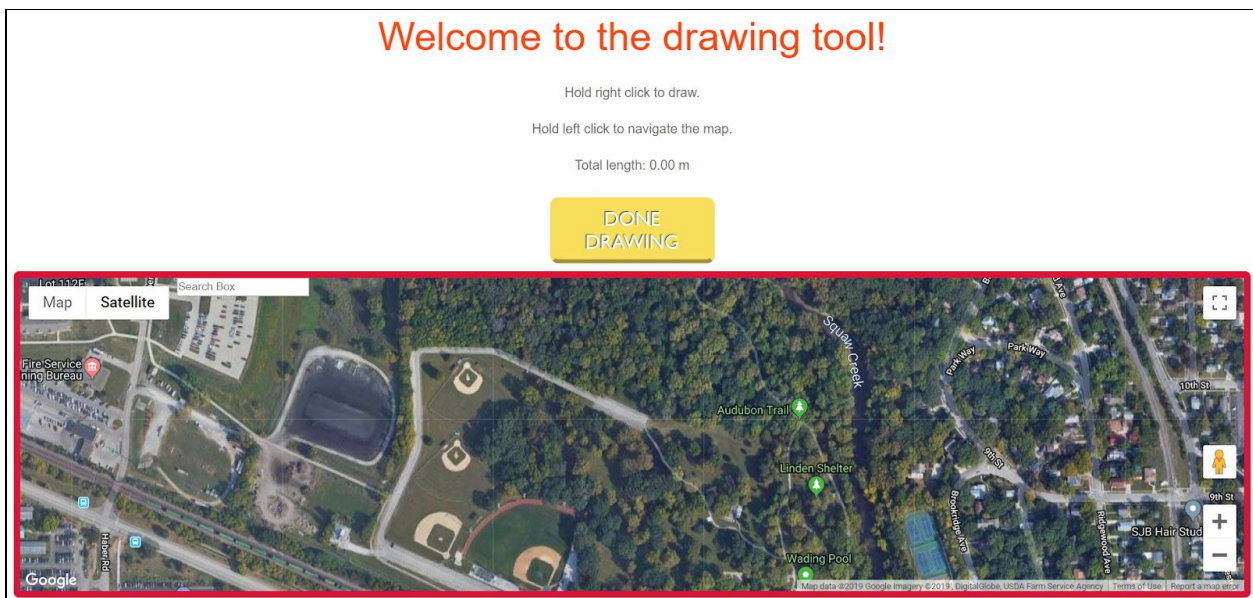 Welcome to the drawing tool!
Hold right click to draw.
Hold left click to navigate the map.
Total length: 0.00 m
DONE
DRAWING
Lot 112F
Search Box
Map
Satellite
Squaw Creek
Park Way
Park Way
Fire Service
ning Bureau
10th St
Audubon Trail
9th St
Linden Shelter
9th St
Brookridge Ave
Ridgewood Ave
SJB Hair Stud
Haber Rd
Wading Pool
Google
Map data ©2019 Google Imagery ©2019 , DigitalGlobe, USDA Farm Service Agency
Terms of Use
Report a map error